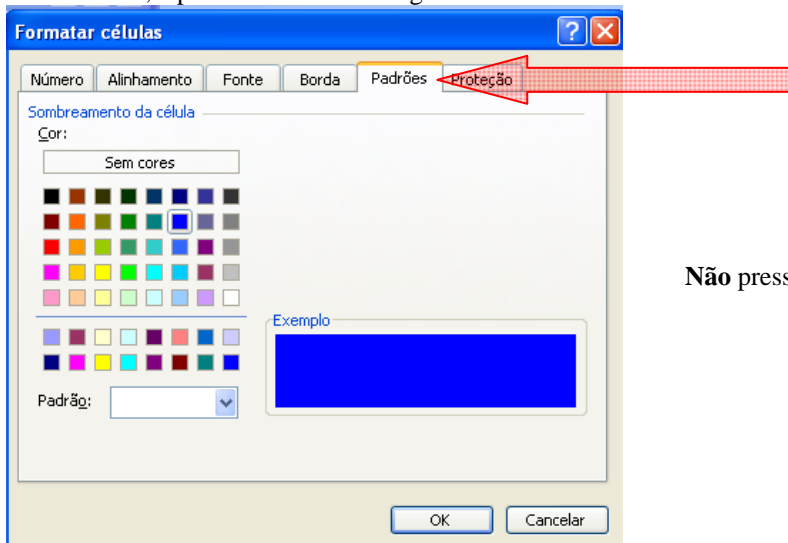 Formatar células
Número Alinhamento Fonte Borda Padrões Proteção
Sombreamento da célula
Cor:
Sem cores
Não press
Exemplo
Padrão:
OK Cancelar